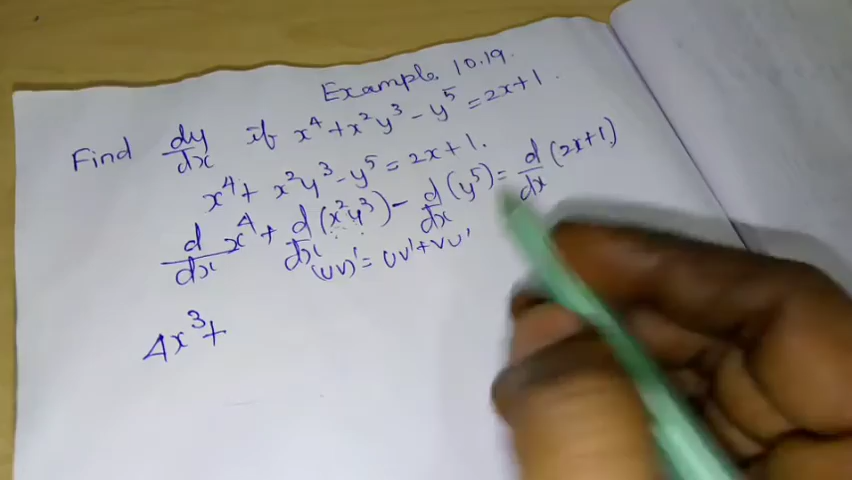 Example 10.19.
Find dy/dx if x⁴ + x²y³ - y⁵ = 2x+1.
x⁴ + x²y³ - y⁵ = 2x+1.
d/dx x⁴ + d/dx (x²y³) - d/dx (y⁵) = d/dx (2x+1)
(uv)' = uv' + vu'
4x³ +